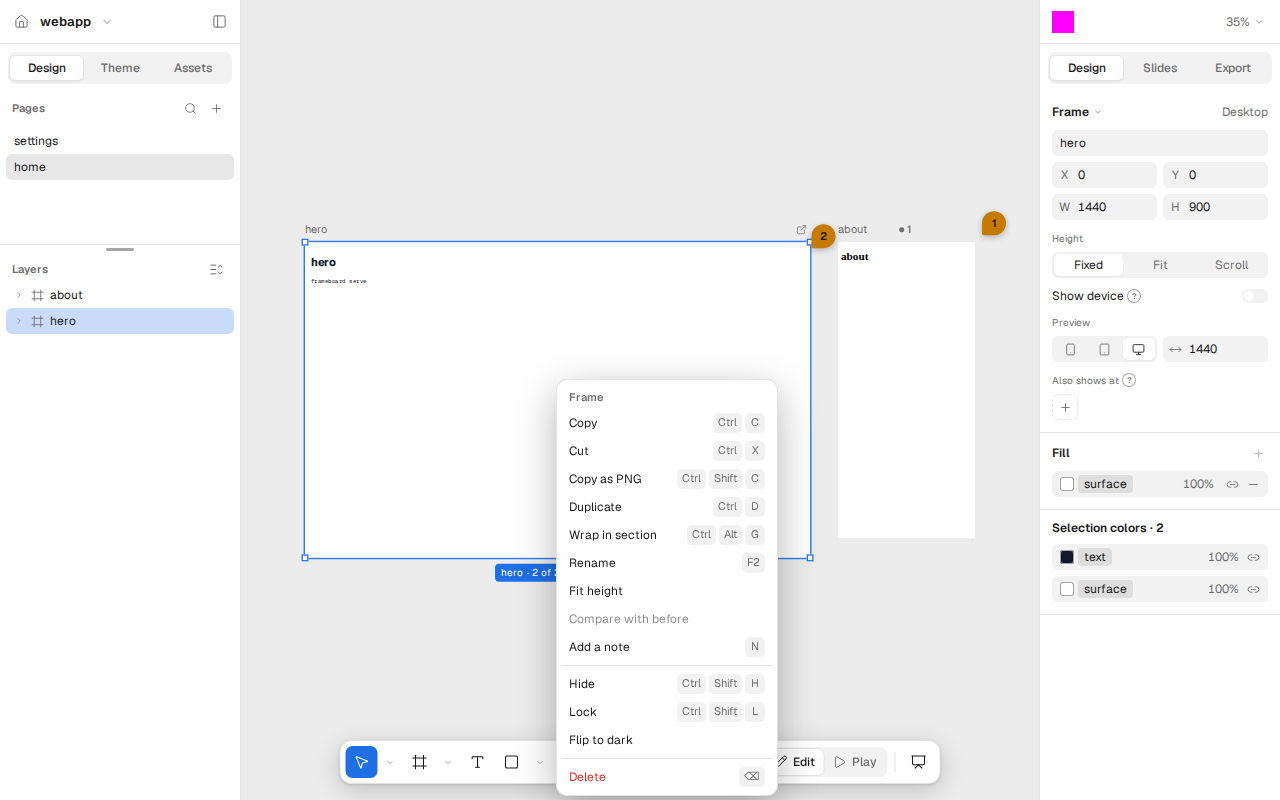 webapp
Design Theme Assets
Pages
settings
home
Layers
about
hero
hero
2
about
1
1
hero
frameboard serve
about
hero · 2 of 2
Frame
Copy Ctrl C
Cut Ctrl X
Copy as PNG Ctrl Shift C
Duplicate Ctrl D
Wrap in section Ctrl Alt G
Rename F2
Fit height
Compare with before
Add a note N
Hide Ctrl Shift H
Lock Ctrl Shift L
Flip to dark
Delete ⌫
Edit Play
35%
Design Slides Export
Frame Desktop
hero
X 0 Y 0
W 1440 H 900
Height
Fixed Fit Scroll
Show device ?
Preview
1440
Also shows at ?
Fill
surface 100%
Selection colors · 2
text 100%
surface 100%